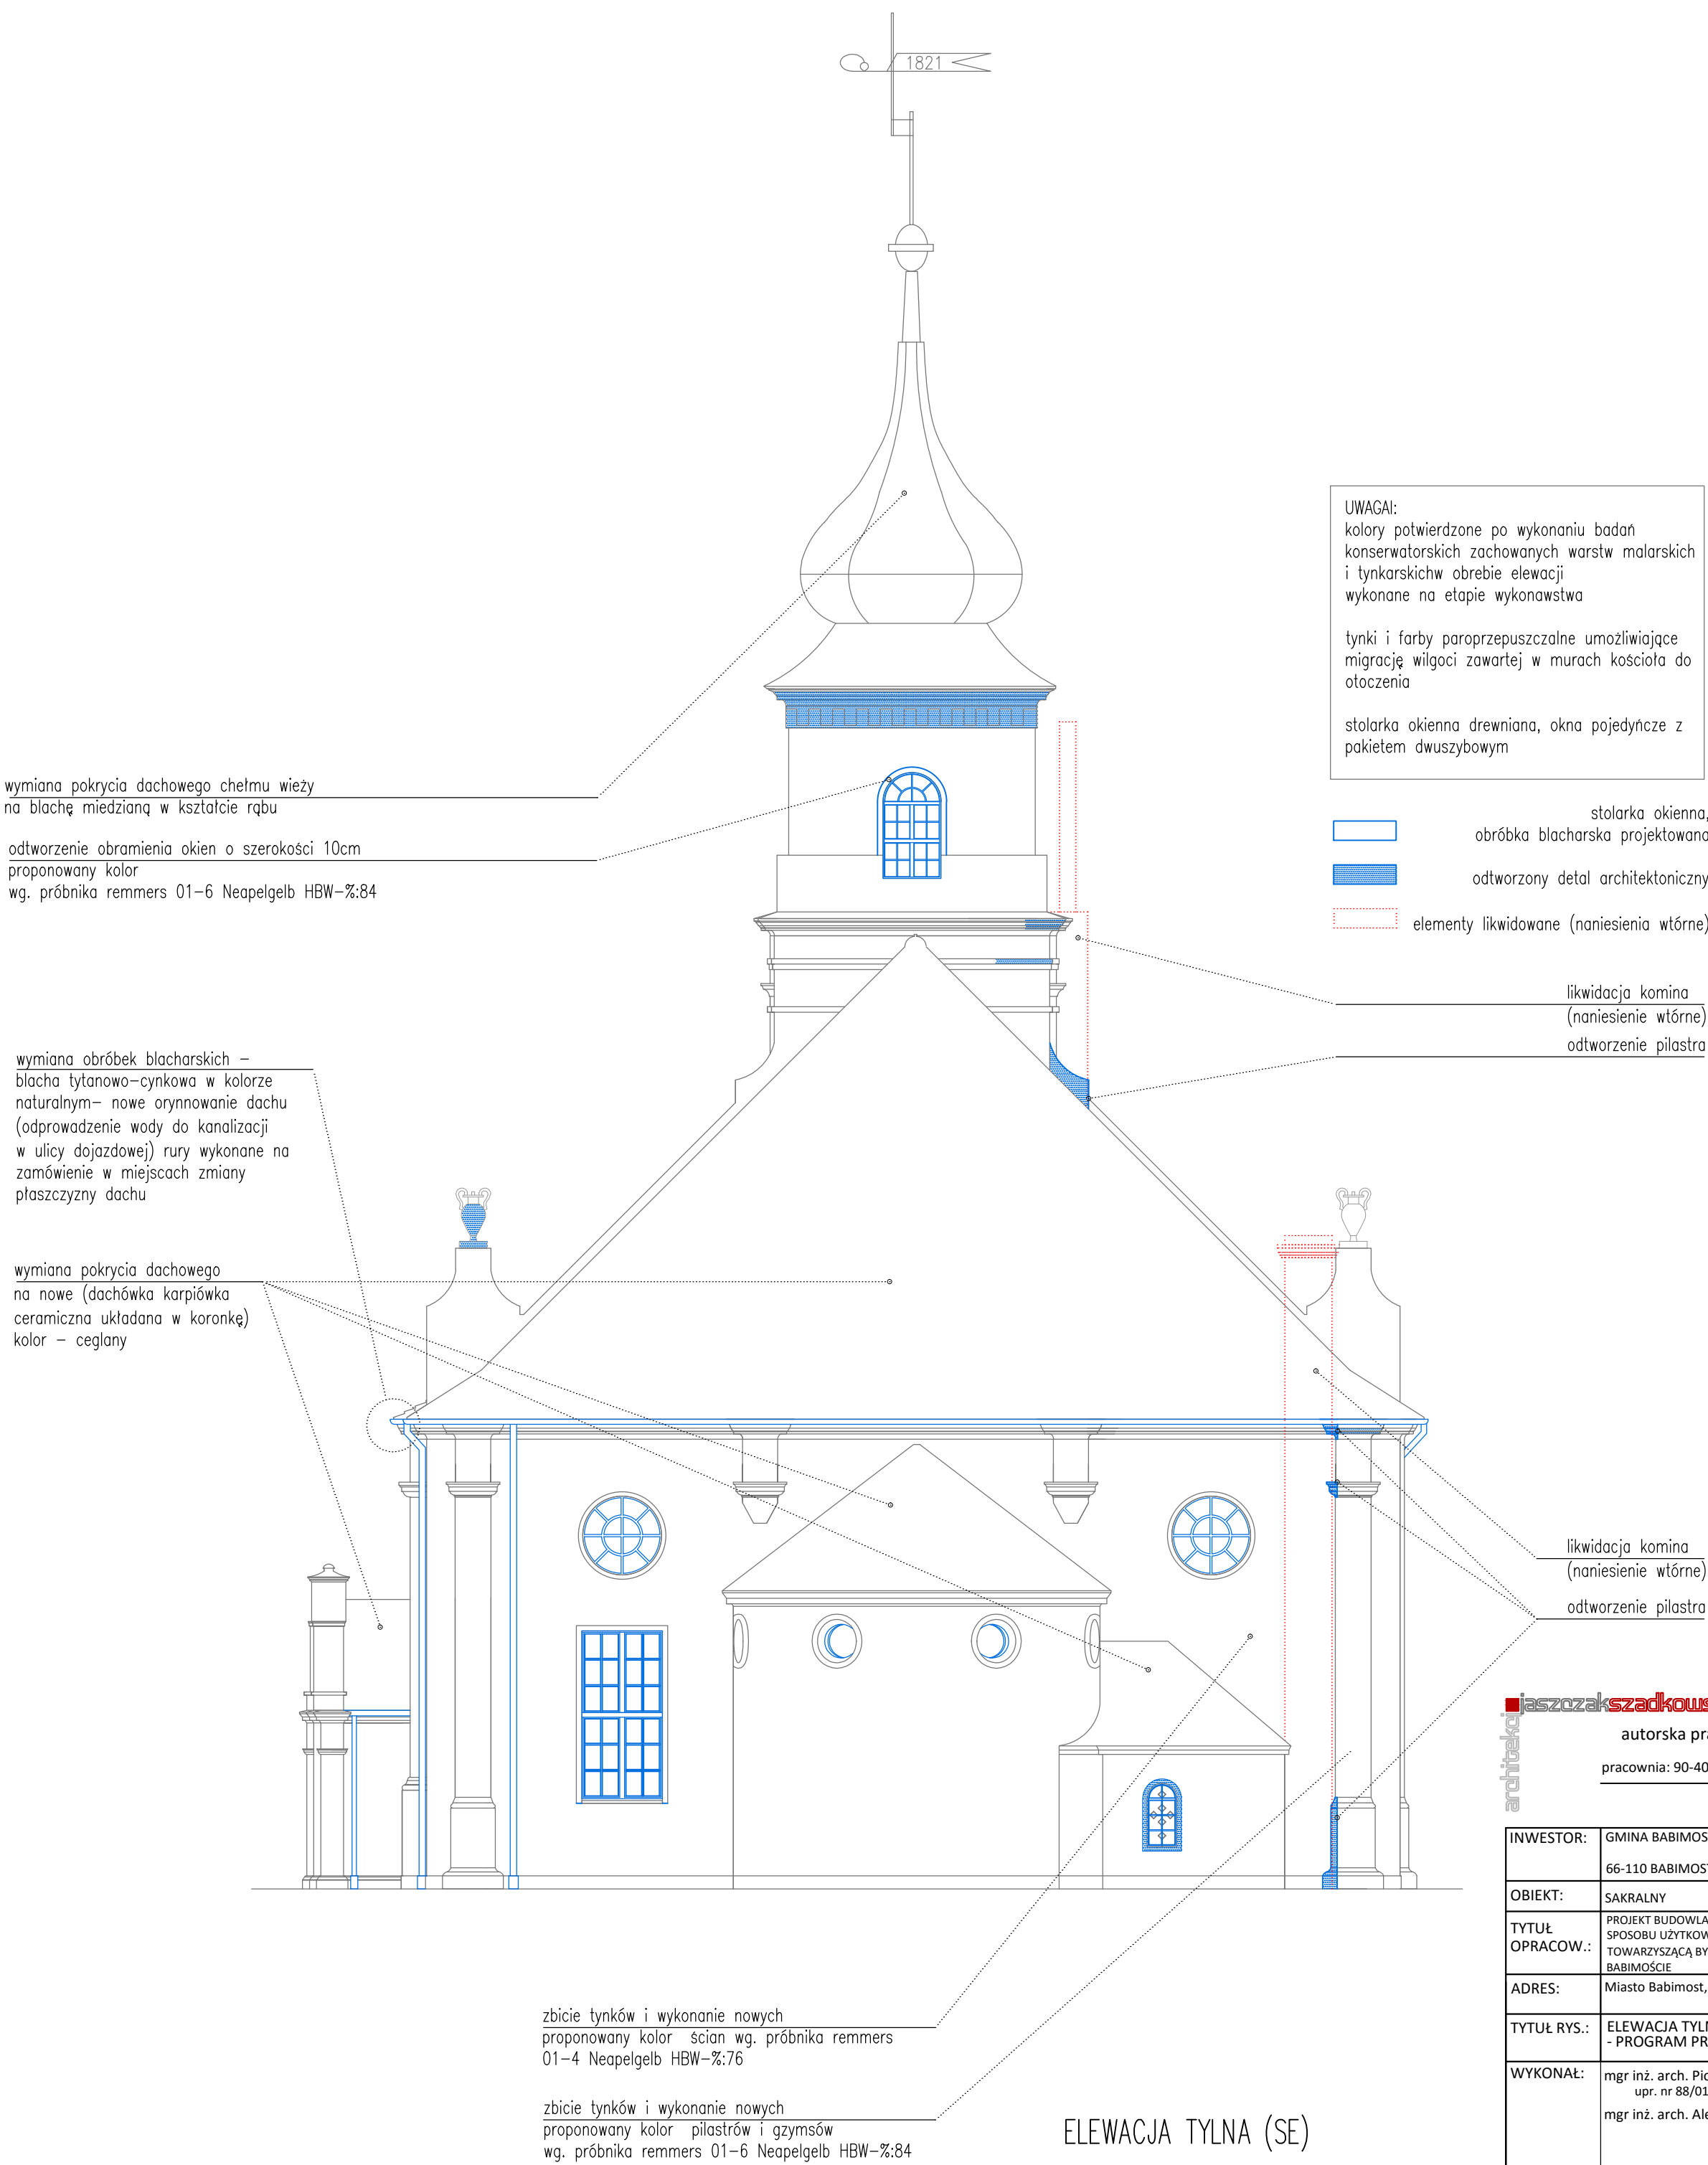 1821
UWAGAI:
kolory potwierdzone po wykonaniu badań
konserwatorskich zachowanych warstw malarskich
i tynkarskichw obrebie elewacji
wykonane na etapie wykonawstwa
tynki i farby paroprzepuszczalne umożliwiające
migrację wilgoci zawartej w murach kościoła do
otoczenia
stolarka okienna drewniana, okna pojedyńcze z
pakietem dwuszybowym
wymiana pokrycia dachowego chełmu wieży
na blachę miedzianą w kształcie rąbu
odtworzenie obramienia okien o szerokości 10cm
proponowany kolor
wg. próbnika remmers 01-6 Neapelgelb HBW-%:84
stolarka okienna,
obróbka blacharska projektowana
odtworzony detal architektoniczny
elementy likwidowane (naniesienia wtórne)
likwidacja komina
(naniesienie wtórne)
odtworzenie pilastra
wymiana obróbek blacharskich -
blacha tytanowo-cynkowa w kolorze
naturalnym- nowe orynnowanie dachu
(odprowadzenie wody do kanalizacji
w ulicy dojazdowej) rury wykonane na
zamówienie w miejscach zmiany
płaszczyzny dachu
wymiana pokrycia dachowego
na nowe (dachówka karpiówka
ceramiczna układana w koronkę)
kolor - ceglany
likwidacja komina
(naniesienie wtórne)
odtworzenie pilastra
jaszczakszadkows
architekci
autorska pra
pracownia: 90-40
INWESTOR: GMINA BABIMOS
66-110 BABIMOST
OBIEKT: SAKRALNY
TYTUŁ OPRACOW.: PROJEKT BUDOWLA
SPOSOBU UŻYTKOW
TOWARZYSZĄCĄ BY
BABIMOŚCIE
ADRES: Miasto Babimost,
TYTUŁ RYS.: ELEWACJA TYLN
- PROGRAM PR
WYKONAŁ: mgr inż. arch. Pio
upr. nr 88/01
mgr inż. arch. Ale
zbicie tynków i wykonanie nowych
proponowany kolor ścian wg. próbnika remmers
01-4 Neapelgelb HBW-%:76
zbicie tynków i wykonanie nowych
proponowany kolor pilastrów i gzymsów
wg. próbnika remmers 01-6 Neapelgelb HBW-%:84
ELEWACJA TYLNA (SE)